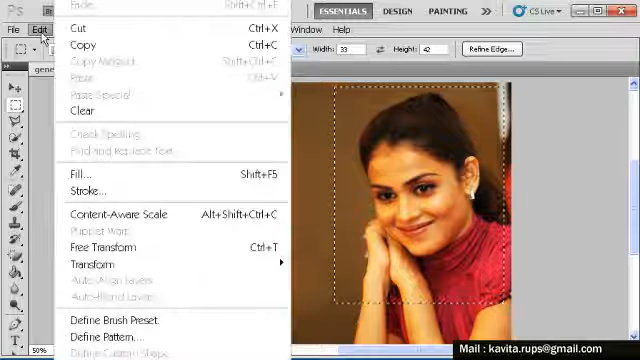 Ps Br ESSENTIALS DESIGN PAINTING >> CS Live
File Edit Window Help
Width: 33 Height: 42 Refine Edge...
gene
Fade... Shift+Ctrl+F
Cut Ctrl+X
Copy Ctrl+C
Copy Merged Shift+Ctrl+C
Paste Ctrl+V
Paste Special
Clear
Check Spelling...
Find and Replace Text...
Fill... Shift+F5
Stroke...
Content-Aware Scale Alt+Shift+Ctrl+C
Puppet Warp
Free Transform Ctrl+T
Transform
Auto-Align Layers...
Auto-Blend Layers...
Define Brush Preset...
Define Pattern...
Define Custom Shape...
50%
Mail : kavita.rups@gmail.com